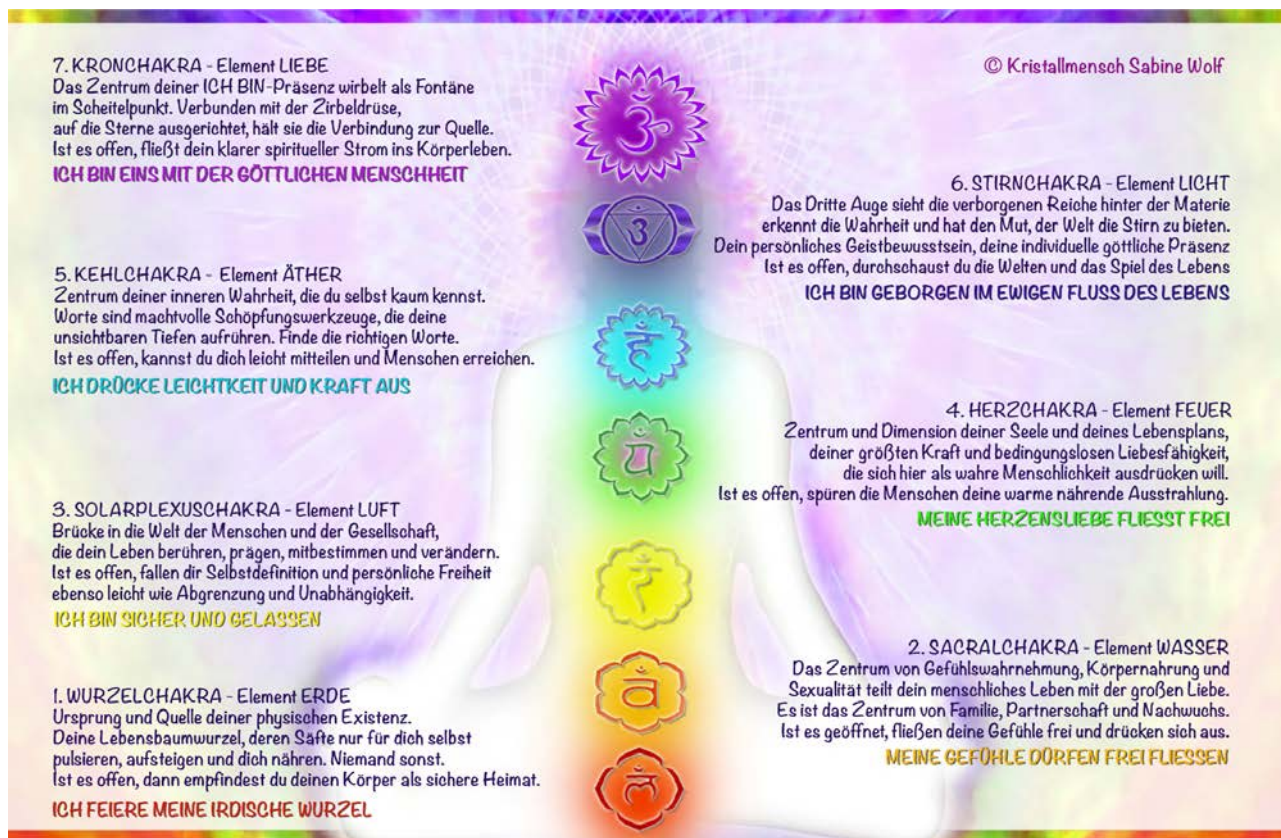 7. KRONCHAKRA - Element LIEBE
Das Zentrum deiner ICH BIN-Präsenz wirbelt als Fontäne
im Scheitelpunkt. Verbunden mit der Zirbeldrüse,
auf die Sterne ausgerichtet, hält sie die Verbindung zur Quelle.
Ist es offen, fließt dein klarer spiritueller Strom ins Körperleben.
ICH BIN EINS MIT DER GÖTTLICHEN MENSCHHEIT
© Kristallmensch Sabine Wolf
ॐ
6. STIRNCHAKRA - Element LICHT
Das Dritte Auge sieht die verborgenen Reiche hinter der Materie
erkennt die Wahrheit und hat den Mut, der Welt die Stirn zu bieten.
Dein persönliches Geistbewusstsein, deine individuelle göttliche Präsenz
Ist es offen, durchschaust du die Welten und das Spiel des Lebens
ICH BIN GEBORGEN IM EWIGEN FLUSS DES LEBENS
ॐ
5. KEHLCHAKRA - Element ÄTHER
Zentrum deiner inneren Wahrheit, die du selbst kaum kennst.
Worte sind machtvolle Schöpfungswerkzeuge, die deine
unsichtbaren Tiefen aufrühren. Finde die richtigen Worte.
Ist es offen, kannst du dich leicht mitteilen und Menschen erreichen.
ICH DRÜCKE LEICHTKEIT UND KRAFT AUS
हं
4. HERZCHAKRA - Element FEUER
Zentrum und Dimension deiner Seele und deines Lebensplans,
deiner größten Kraft und bedingungslosen Liebesfähigkeit,
die sich hier als wahre Menschlichkeit ausdrücken will.
Ist es offen, spüren die Menschen deine warme nährende Ausstrahlung.
MEINE HERZENSLIEBE FLIESST FREI
यं
3. SOLARPLEXUSCHAKRA - Element LUFT
Brücke in die Welt der Menschen und der Gesellschaft,
die dein Leben berühren, prägen, mitbestimmen und verändern.
Ist es offen, fallen dir Selbstdefinition und persönliche Freiheit
ebenso leicht wie Abgrenzung und Unabhängigkeit.
ICH BIN SICHER UND GELASSEN
रं
2. SACRALCHAKRA - Element WASSER
Das Zentrum von Gefühlswahrnehmung, Körpernahrung und
Sexualität teilt dein menschliches Leben mit der großen Liebe.
Es ist das Zentrum von Familie, Partnerschaft und Nachwuchs.
Ist es geöffnet, fließen deine Gefühle frei und drücken sich aus.
MEINE GEFÜHLE DÜRFEN FREI FLIESSEN
वं
1. WURZELCHAKRA - Element ERDE
Ursprung und Quelle deiner physischen Existenz.
Deine Lebensbaumwurzel, deren Säfte nur für dich selbst
pulsieren, aufsteigen und dich nähren. Niemand sonst.
Ist es offen, dann empfindest du deinen Körper als sichere Heimat.
ICH FEIERE MEINE IRDISCHE WURZEL
लं